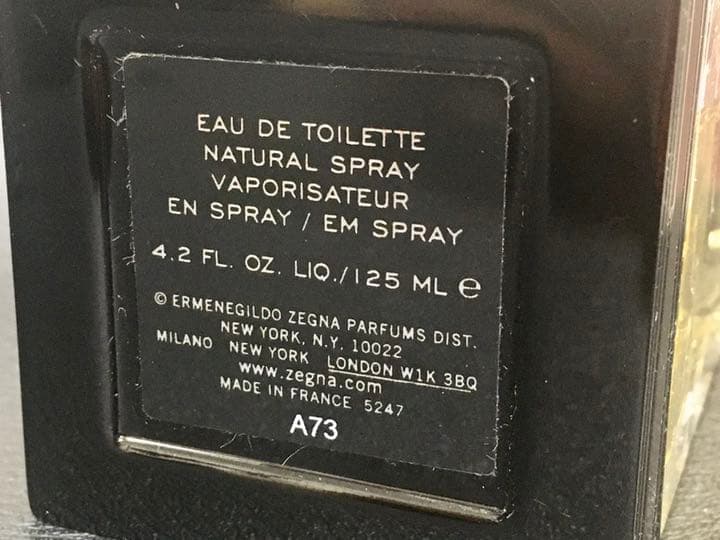 EAU DE TOILETTE
NATURAL SPRAY
VAPORISATEUR
EN SPRAY / EM SPRAY
4.2 FL. OZ. LIQ./125 ML ℮
© ERMENEGILDO ZEGNA PARFUMS DIST.
NEW YORK, N.Y. 10022
MILANO NEW YORK LONDON W1K 3BQ
www.zegna.com
MADE IN FRANCE 5247
A73